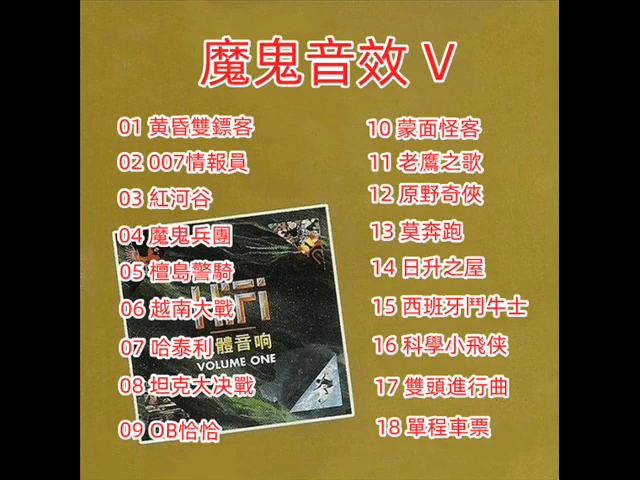 魔鬼音效 V
01 黄昏雙鏢客
02 007情報員
03 紅河谷
04 魔鬼兵團
05 檀島警騎
06 越南大戰
07 哈泰利
08 坦克大决戰
09 OB恰恰
10 蒙面怪客
11 老鷹之歌
12 原野奇俠
13 莫奔跑
14 日升之屋
15 西班牙鬥牛士
16 科學小飛俠
17 雙頭進行曲
18 單程車票
HiFi
體音响
VOLUME ONE